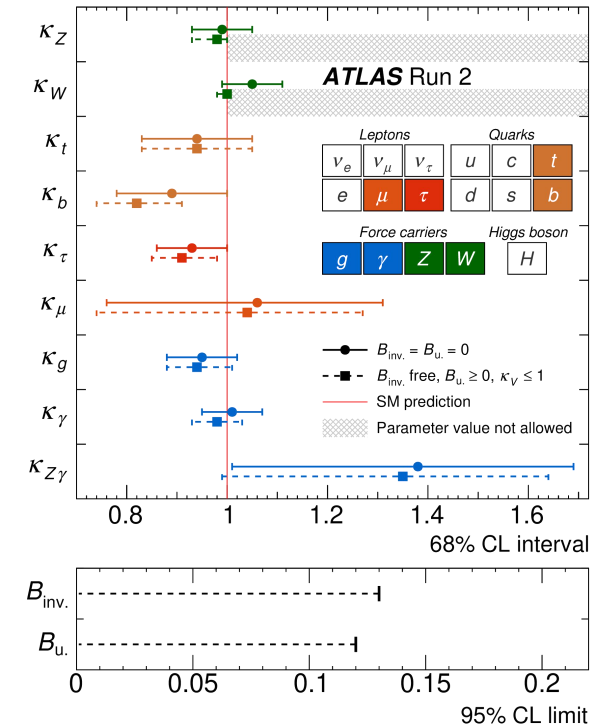 κ_Z
κ_W
κ_t
κ_b
κ_τ
κ_μ
κ_g
κ_γ
κ_Zγ
ATLAS Run 2
Leptons Quarks
ν_e ν_μ ν_τ u c t
e μ τ d s b
Force carriers Higgs boson
g γ Z W H
B_inv. = B_u. = 0
B_inv. free, B_u. ≥ 0, κ_V ≤ 1
SM prediction
Parameter value not allowed
0.8 1 1.2 1.4 1.6
68% CL interval
B_inv.
B_u.
0 0.05 0.1 0.15 0.2
95% CL limit